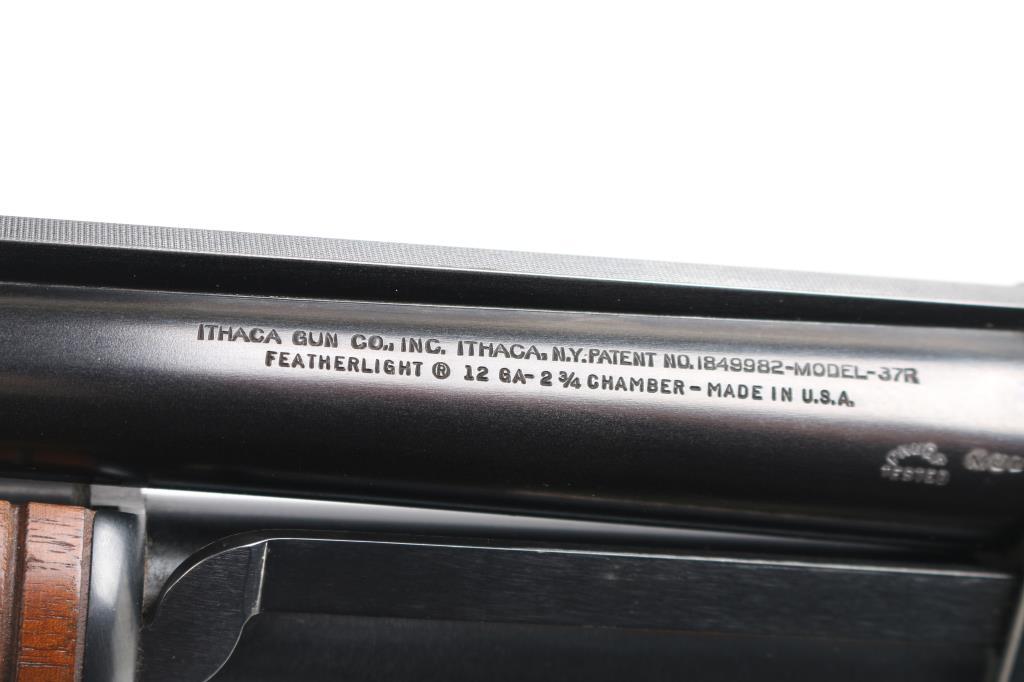 ITHACA GUN CO., INC. ITHACA, N.Y. PATENT NO. 1849982-MODEL-37R
FEATHERLIGHT ® 12 GA- 2 ¾ CHAMBER - MADE IN U.S.A.
TESTED